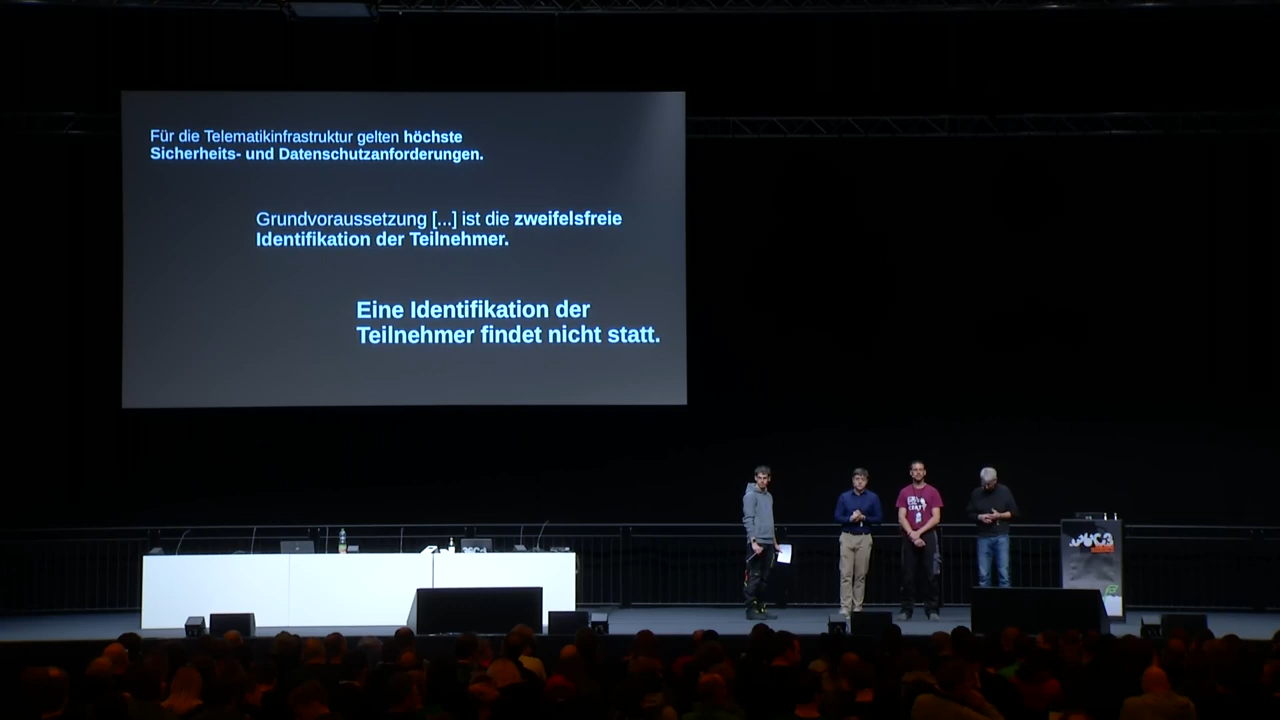 Für die Telematikinfrastruktur gelten höchste
Sicherheits- und Datenschutzanforderungen.
Grundvoraussetzung [...] ist die zweifelsfreie
Identifikation der Teilnehmer.
Eine Identifikation der
Teilnehmer findet nicht statt.